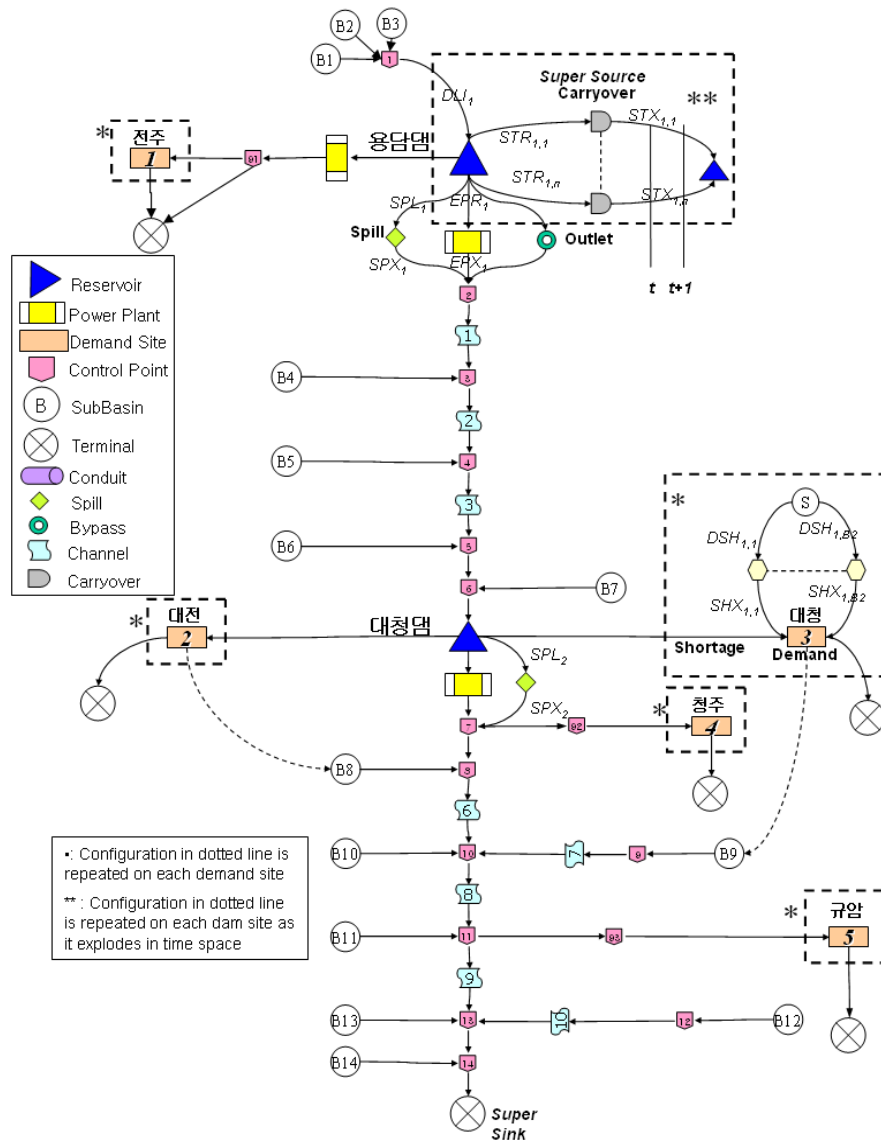 B2
B3
B1
1
Super Source
Carryover
**
DLI1
STR1,1
STX1,1
*
전주
1
91
용담댐
STR1,n
STX1,n
SPL1
EPR1
Spill
Outlet
SPX1
EPX1
t
t+1
2
Reservoir
Power Plant
Demand Site
Control Point
B
SubBasin
Terminal
Conduit
Spill
Bypass
Channel
Carryover
1
B4
3
2
B5
4
3
B6
5
6
B7
*
S
DSH1,1
DSH1,B2
SHX1,1
SHX1,B2
대청
3
Shortage
Demand
*
대전
2
대청댐
SPL2
SPX2
7
92
*
청주
4
B8
8
6
▪: Configuration in dotted line is
repeated on each demand site
** : Configuration in dotted line
is repeated on each dam site as
it explodes in time space
B10
10
7
9
B9
8
B11
11
93
*
규암
5
9
B13
13
10
12
B12
B14
14
Super
Sink